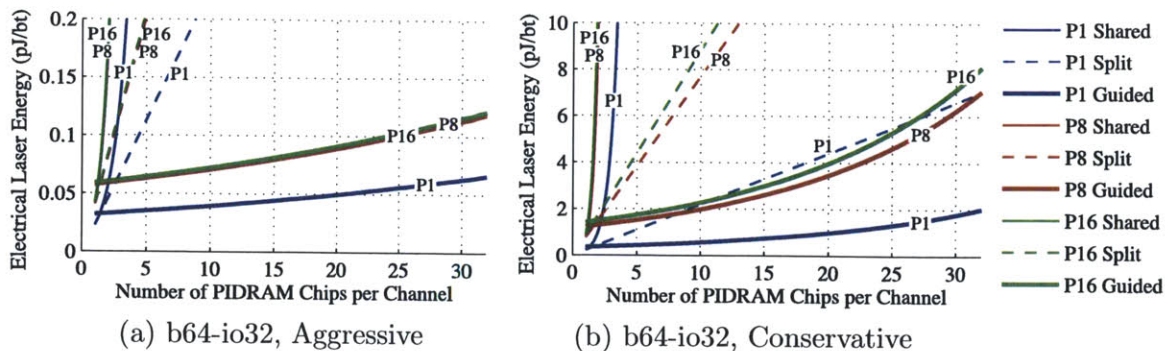 Electrical Laser Energy (pJ/bt)
0.2
0.15
0.1
0.05
0
P16
P8
P1
P16
P8
P1
P16
P8
P1
1
5
10
15
20
25
30
Number of PIDRAM Chips per Channel
(a) b64-io32, Aggressive
Electrical Laser Energy (pJ/bt)
10
8
6
4
2
0
P16
P8
P1
P16
P8
P1
P16
P8
P1
1
5
10
15
20
25
30
Number of PIDRAM Chips per Channel
(b) b64-io32, Conservative
P1 Shared
P1 Split
P1 Guided
P8 Shared
P8 Split
P8 Guided
P16 Shared
P16 Split
P16 Guided